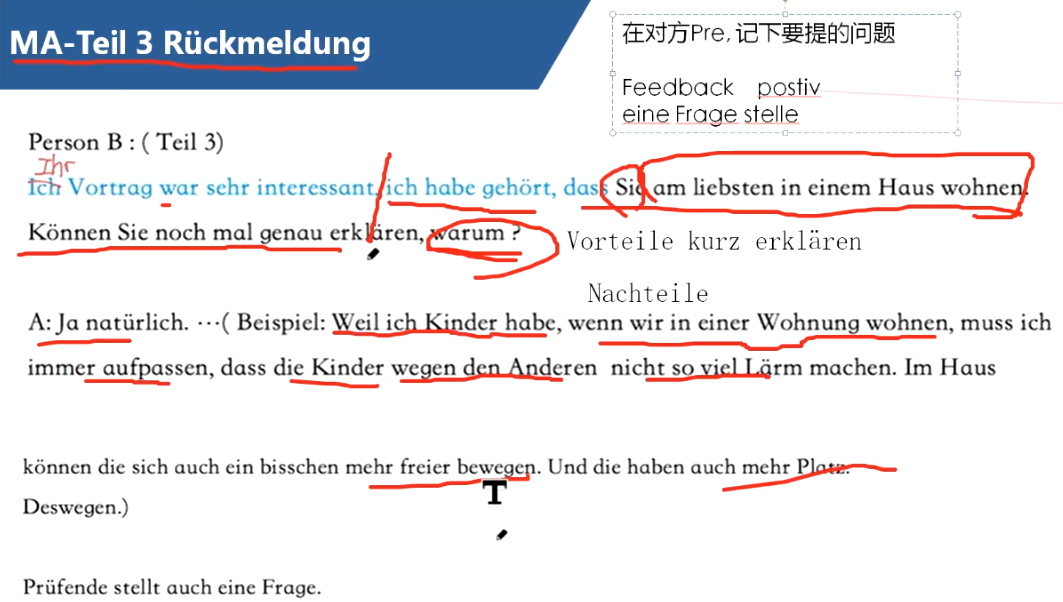 MA-Teil 3 Rückmeldung
在对方Pre, 记下要提的问题
Feedback postiv
eine Frage stelle
Person B : ( Teil 3)
Ihr
Ich Vortrag war sehr interessant, ich habe gehört, dass Sie am liebsten in einem Haus wohnen.
Können Sie noch mal genau erklären, warum ?
Vorteile kurz erklären
Nachteile
A: Ja natürlich. ···( Beispiel: Weil ich Kinder habe, wenn wir in einer Wohnung wohnen, muss ich
immer aufpassen, dass die Kinder wegen den Anderen nicht so viel Lärm machen. Im Haus
können die sich auch ein bisschen mehr freier bewegen. Und die haben auch mehr Platz.
T
Deswegen.)
Prüfende stellt auch eine Frage.